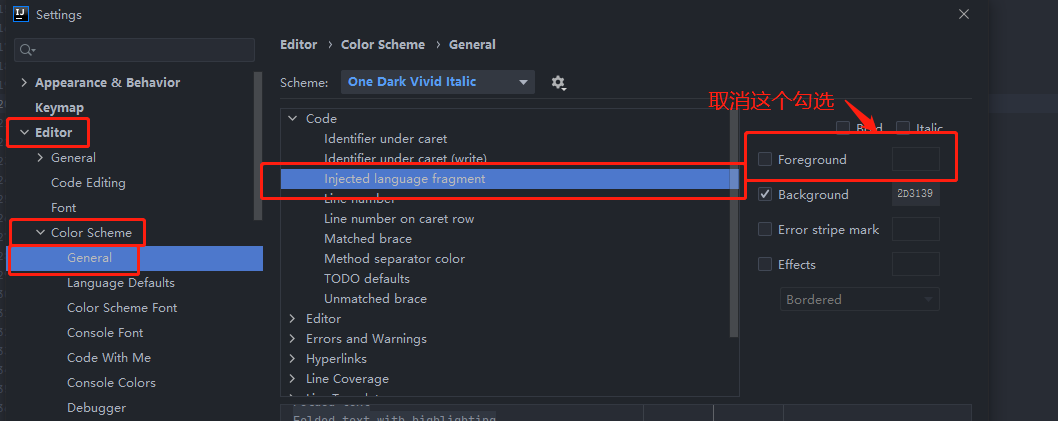 Settings
Editor › Color Scheme › General
Scheme: One Dark Vivid Italic
Appearance & Behavior
Keymap
Editor
General
Code Editing
Font
Color Scheme
General
Language Defaults
Color Scheme Font
Console Font
Code With Me
Console Colors
Debugger
Code
Identifier under caret
Identifier under caret (write)
Injected language fragment
Line number
Line number on caret row
Matched brace
Method separator color
TODO defaults
Unmatched brace
Editor
Errors and Warnings
Hyperlinks
Line Coverage
取消这个勾选
Bold Italic
Foreground
Background 2D3139
Error stripe mark
Effects
Bordered
Folded text with highlighting